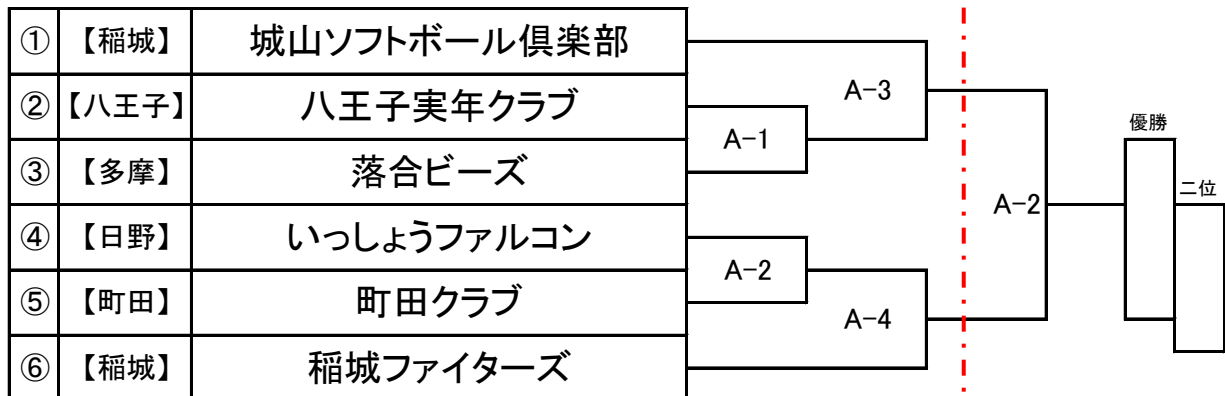 ① 【稲城】 城山ソフトボール倶楽部
② 【八王子】 八王子実年クラブ
③ 【多摩】 落合ビーズ
④ 【日野】 いっしょうファルコン
⑤ 【町田】 町田クラブ
⑥ 【稲城】 稲城ファイターズ
A-3
A-1
A-2
A-4
A-2
優勝
二位